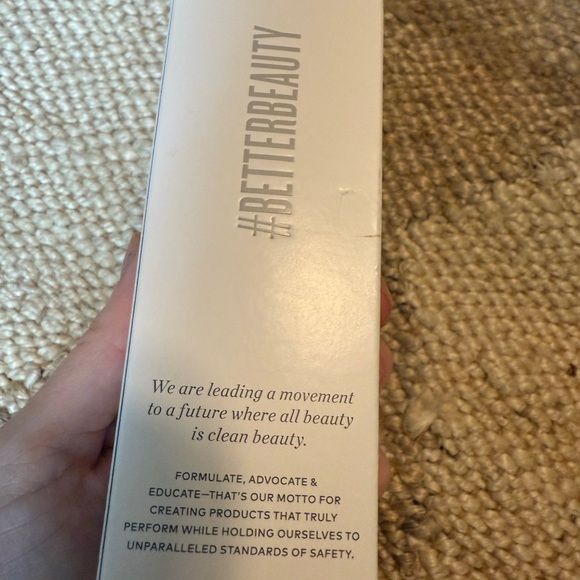 #BETTERBEAUTY
We are leading a movement
to a future where all beauty
is clean beauty.
FORMULATE, ADVOCATE &
EDUCATE—THAT'S OUR MOTTO FOR
CREATING PRODUCTS THAT TRULY
PERFORM WHILE HOLDING OURSELVES TO
UNPARALLELED STANDARDS OF SAFETY.